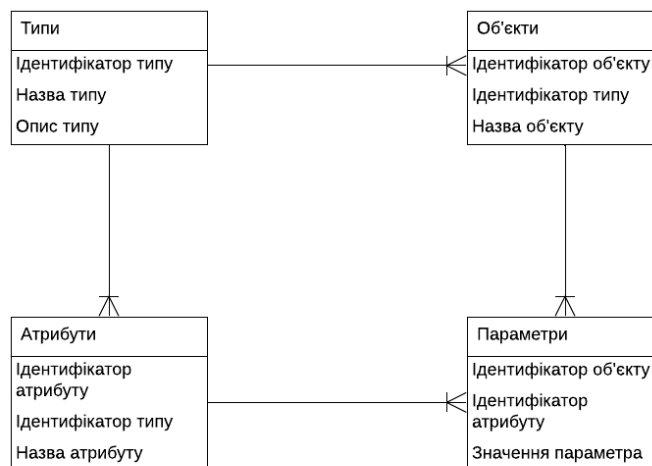 Типи
Ідентифікатор типу
Назва типу
Опис типу
Об'єкти
Ідентифікатор об'єкту
Ідентифікатор типу
Назва об'єкту
Атрибути
Ідентифікатор
атрибуту
Ідентифікатор типу
Назва атрибуту
Параметри
Ідентифікатор об'єкту
Ідентифікатор
атрибуту
Значення параметра